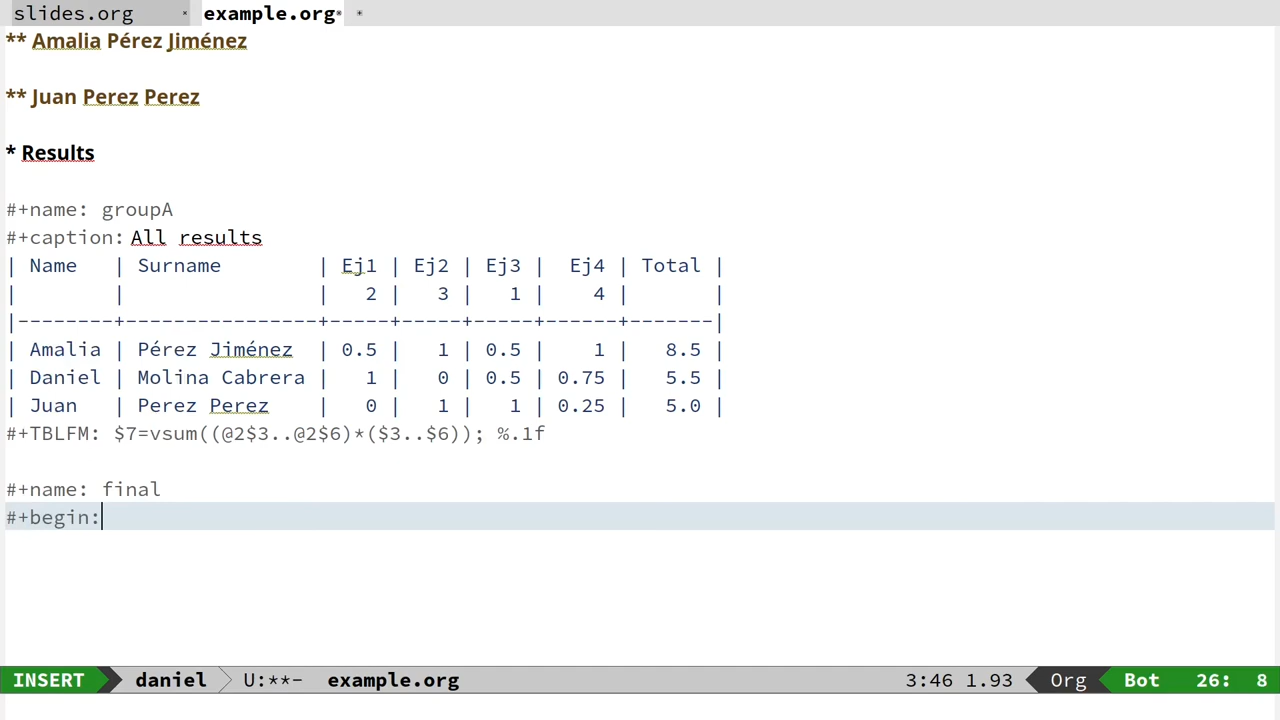 slides.org * example.org* *
** Amalia Pérez Jiménez
** Juan Perez Perez
* Results
#+name: groupA
#+caption: All results
| Name   | Surname        | Ej1 | Ej2 | Ej3 |  Ej4 | Total |
|        |                |   2 |   3 |   1 |    4 |       |
|--------+----------------+-----+-----+-----+------+-------|
| Amalia | Pérez Jiménez  | 0.5 |   1 | 0.5 |    1 |   8.5 |
| Daniel | Molina Cabrera |   1 |   0 | 0.5 | 0.75 |   5.5 |
| Juan   | Perez Perez    |   0 |   1 |   1 | 0.25 |   5.0 |
#+TBLFM: $7=vsum((@2$3..@2$6)*($3..$6)); %.1f
#+name: final
#+begin:
INSERT daniel U:**- example.org 3:46 1.93 Org Bot 26: 8